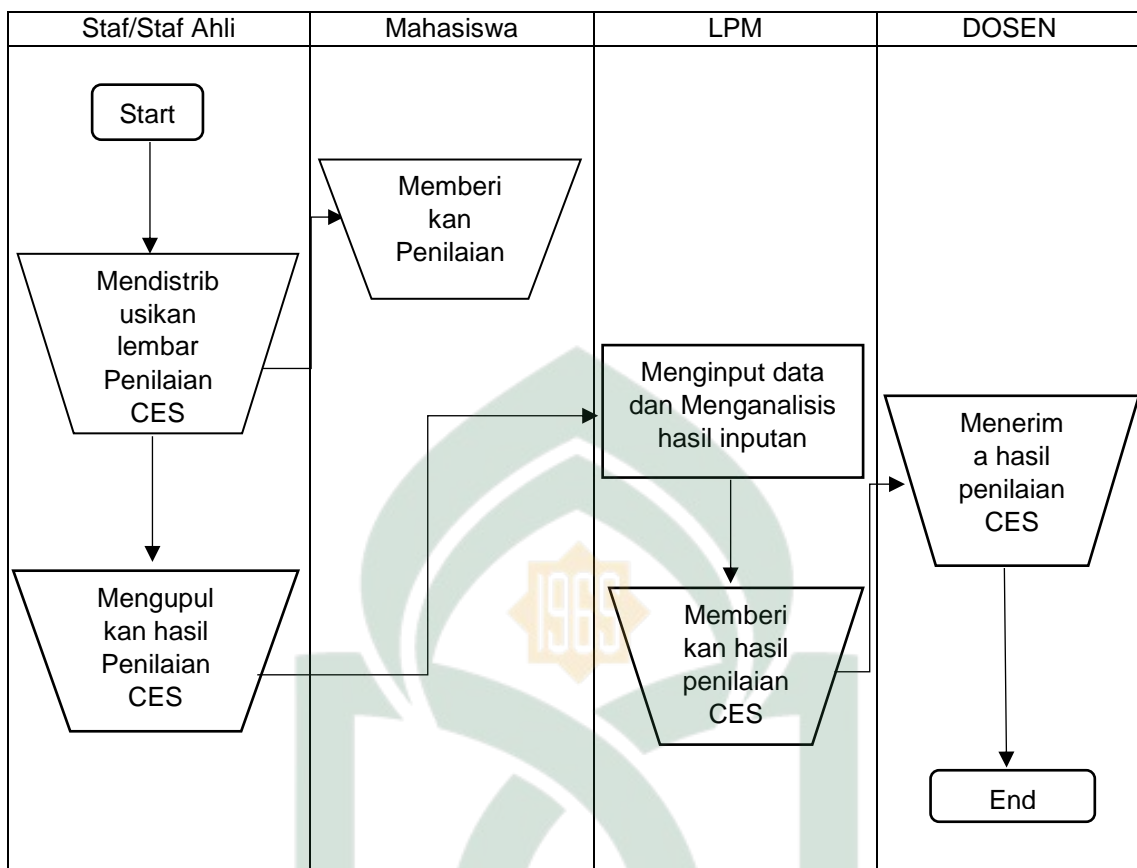 Staf/Staf Ahli
Mahasiswa
LPM
DOSEN
Start
Mendistrib
usikan
lembar
Penilaian
CES
Mengupul
kan hasil
Penilaian
CES
Memberi
kan
Penilaian
Menginput data
dan Menganalisis
hasil inputan
Memberi
kan hasil
penilaian
CES
Menerim
a hasil
penilaian
CES
End
1965